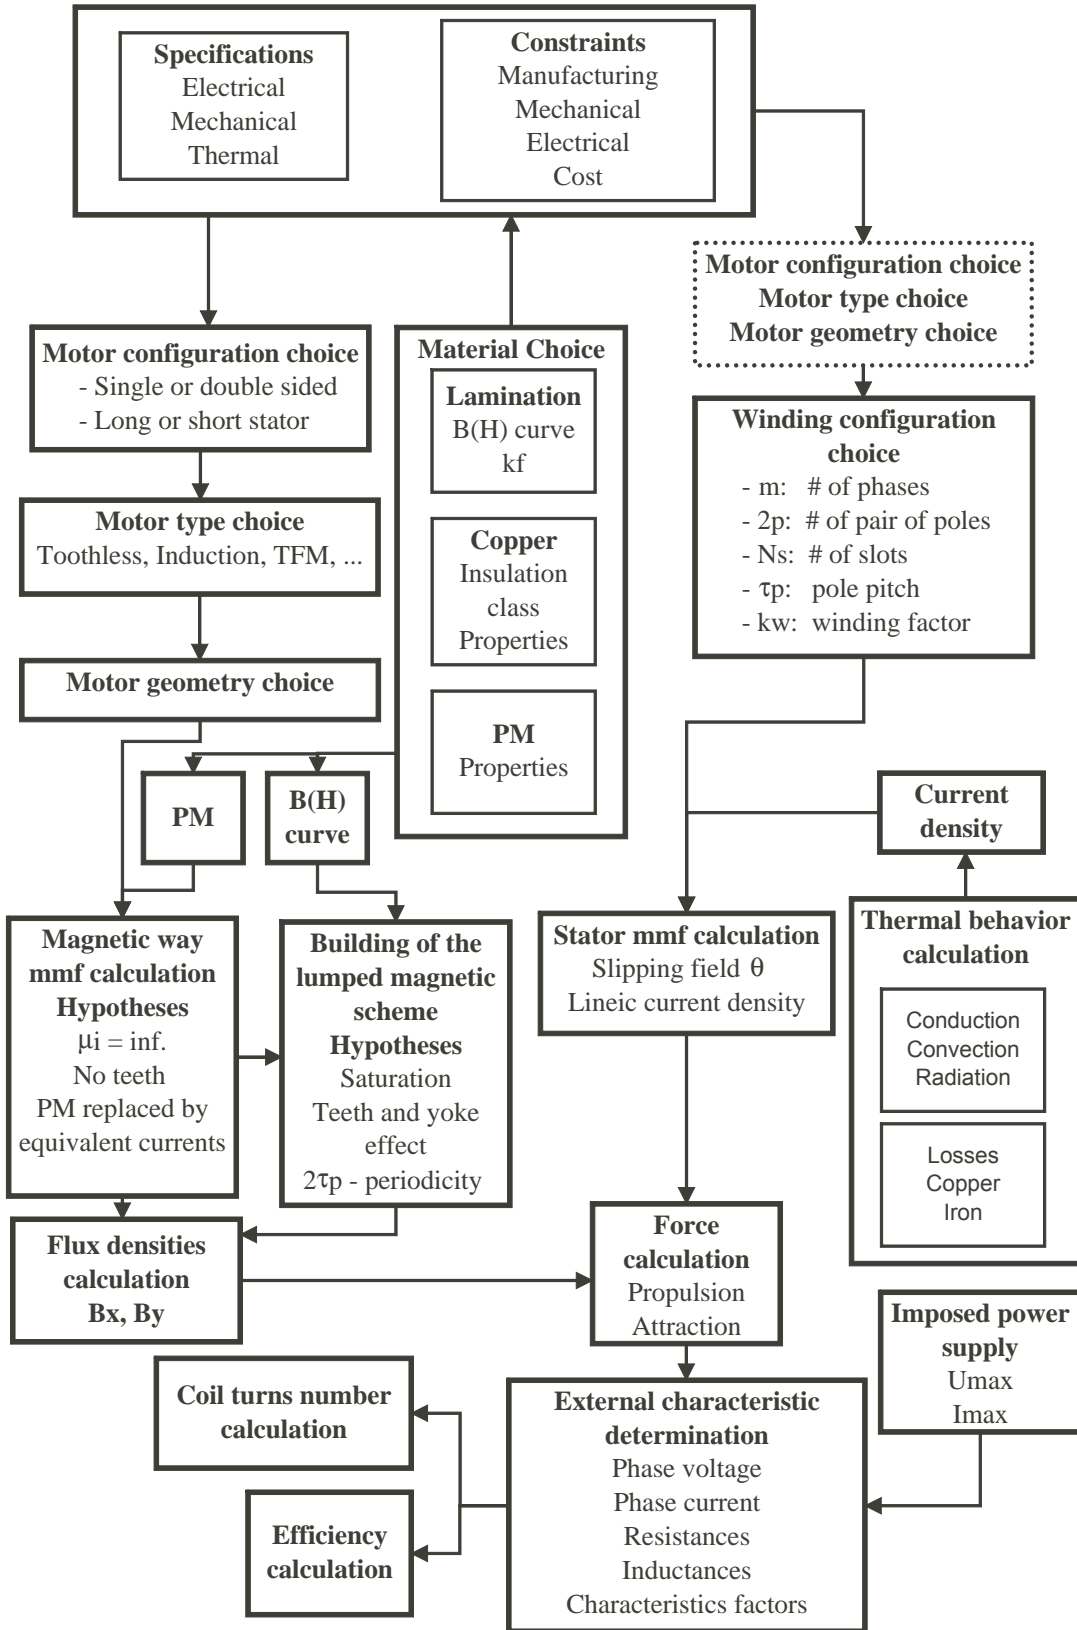 Specifications
Electrical
Mechanical
Thermal
Constraints
Manufacturing
Mechanical
Electrical
Cost
Motor configuration choice
Motor type choice
Motor geometry choice
Motor configuration choice
- Single or double sided
- Long or short stator
Material Choice
Lamination
B(H) curve
kf
Copper
Insulation
class
Properties
PM
Properties
Winding configuration
choice
- m: # of phases
- 2p: # of pair of poles
- Ns: # of slots
- τp: pole pitch
- kw: winding factor
Motor type choice
Toothless, Induction, TFM, ...
Motor geometry choice
PM
B(H)
curve
Current
density
Magnetic way
mmf calculation
Hypotheses
μi = inf.
No teeth
PM replaced by
equivalent currents
Building of the
lumped magnetic
scheme
Hypotheses
Saturation
Teeth and yoke
effect
2τp - periodicity
Stator mmf calculation
Slipping field θ
Lineic current density
Thermal behavior
calculation
Conduction
Convection
Radiation
Losses
Copper
Iron
Flux densities
calculation
Bx, By
Force
calculation
Propulsion
Attraction
Imposed power
supply
Umax
Imax
Coil turns number
calculation
Efficiency
calculation
External characteristic
determination
Phase voltage
Phase current
Resistances
Inductances
Characteristics factors